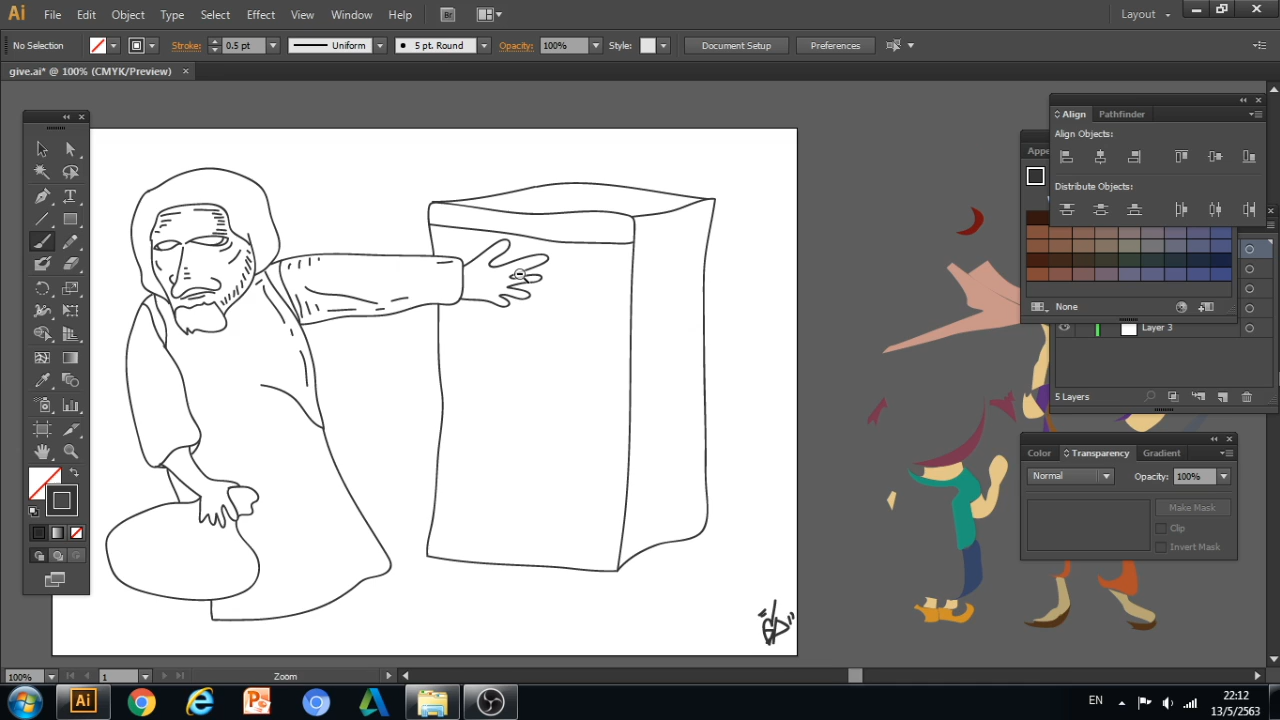 Ai File Edit Object Type Select Effect View Window Help Br Layout
No Selection Stroke: 0.5 pt Uniform 5 pt. Round Opacity: 100% Style: Document Setup Preferences
give.ai* @ 100% (CMYK/Preview)
Align Pathfinder
Align Objects:
Appe
Distribute Objects:
None
Layer 3
5 Layers
Color Transparency Gradient
Normal Opacity: 100%
Make Mask
Clip
Invert Mask
100% 1 Zoom
Ai
EN 22:12
13/5/2563